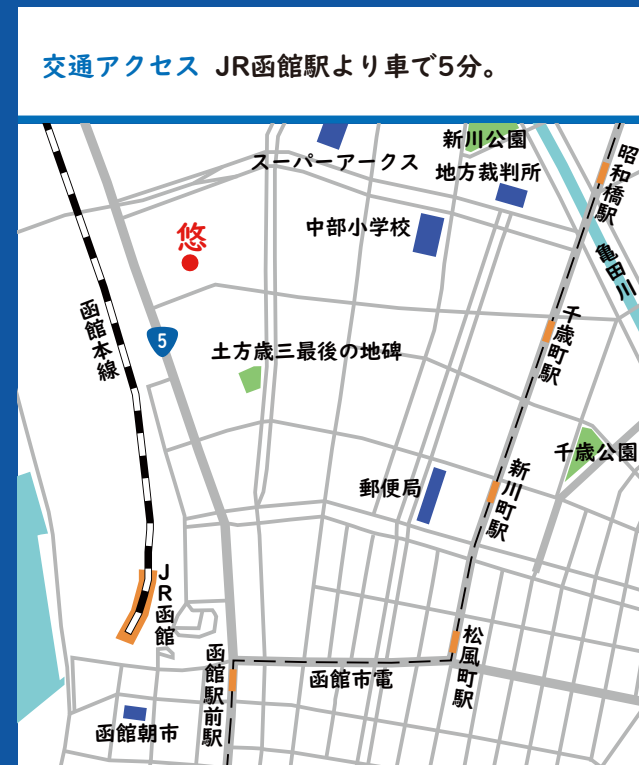 交通アクセス JR函館駅より車で5分。
新川公園
スーパーアークス
地方裁判所
昭和橋駅
中部小学校
悠
亀田川
函館本線
5
千歳町駅
土方歳三最後の地碑
千歳公園
郵便局
新川町駅
JR函館
函館駅前駅
松風町駅
函館市電
函館朝市